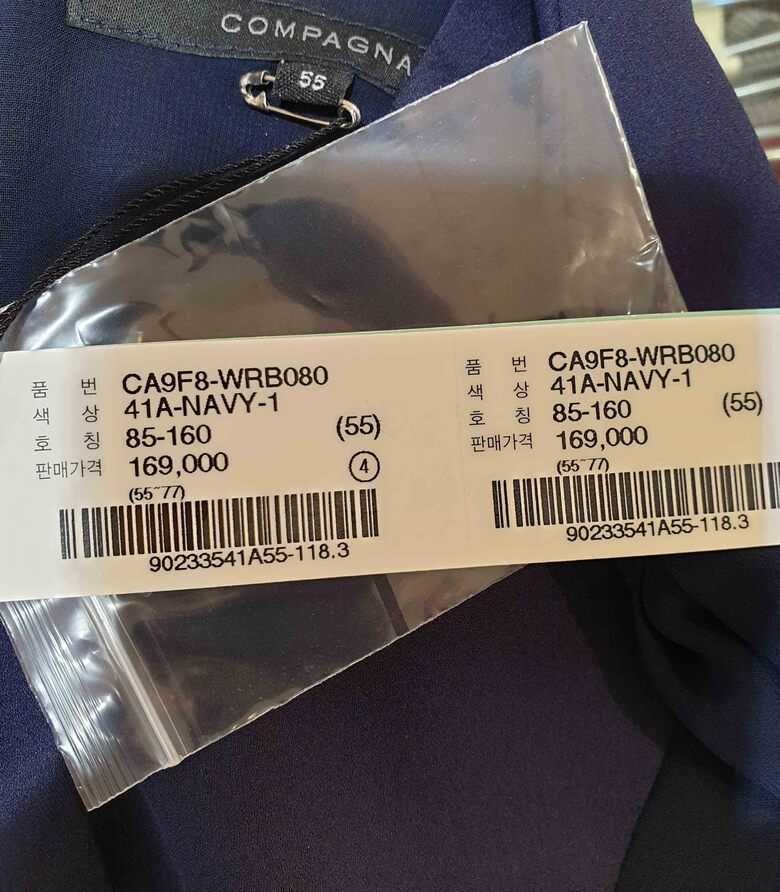 COMPAGNA
55
품 번 CA9F8-WRB080
색 상 41A-NAVY-1
호 칭 85-160 (55)
판매가격 169,000 ④
(55~77)
90233541A55-118.3
품 번 CA9F8-WRB080
색 상 41A-NAVY-1
호 칭 85-160 (55)
판매가격 169,000
(55~77)
90233541A55-118.3